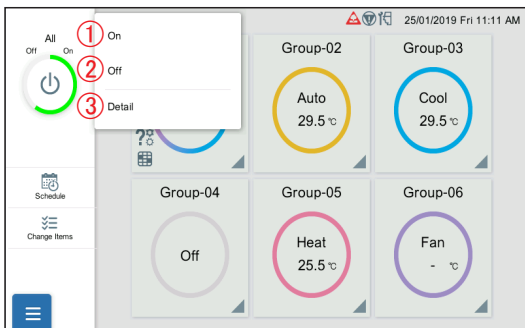 25/01/2019 Fri 11:11 AM
All
Off On
① On
② Off
③ Detail
Group-02
Auto
29.5 ℃
Group-03
Cool
29.5 ℃
Schedule
Change Items
Group-04
Off
Group-05
Heat
25.5 ℃
Group-06
Fan
- ℃